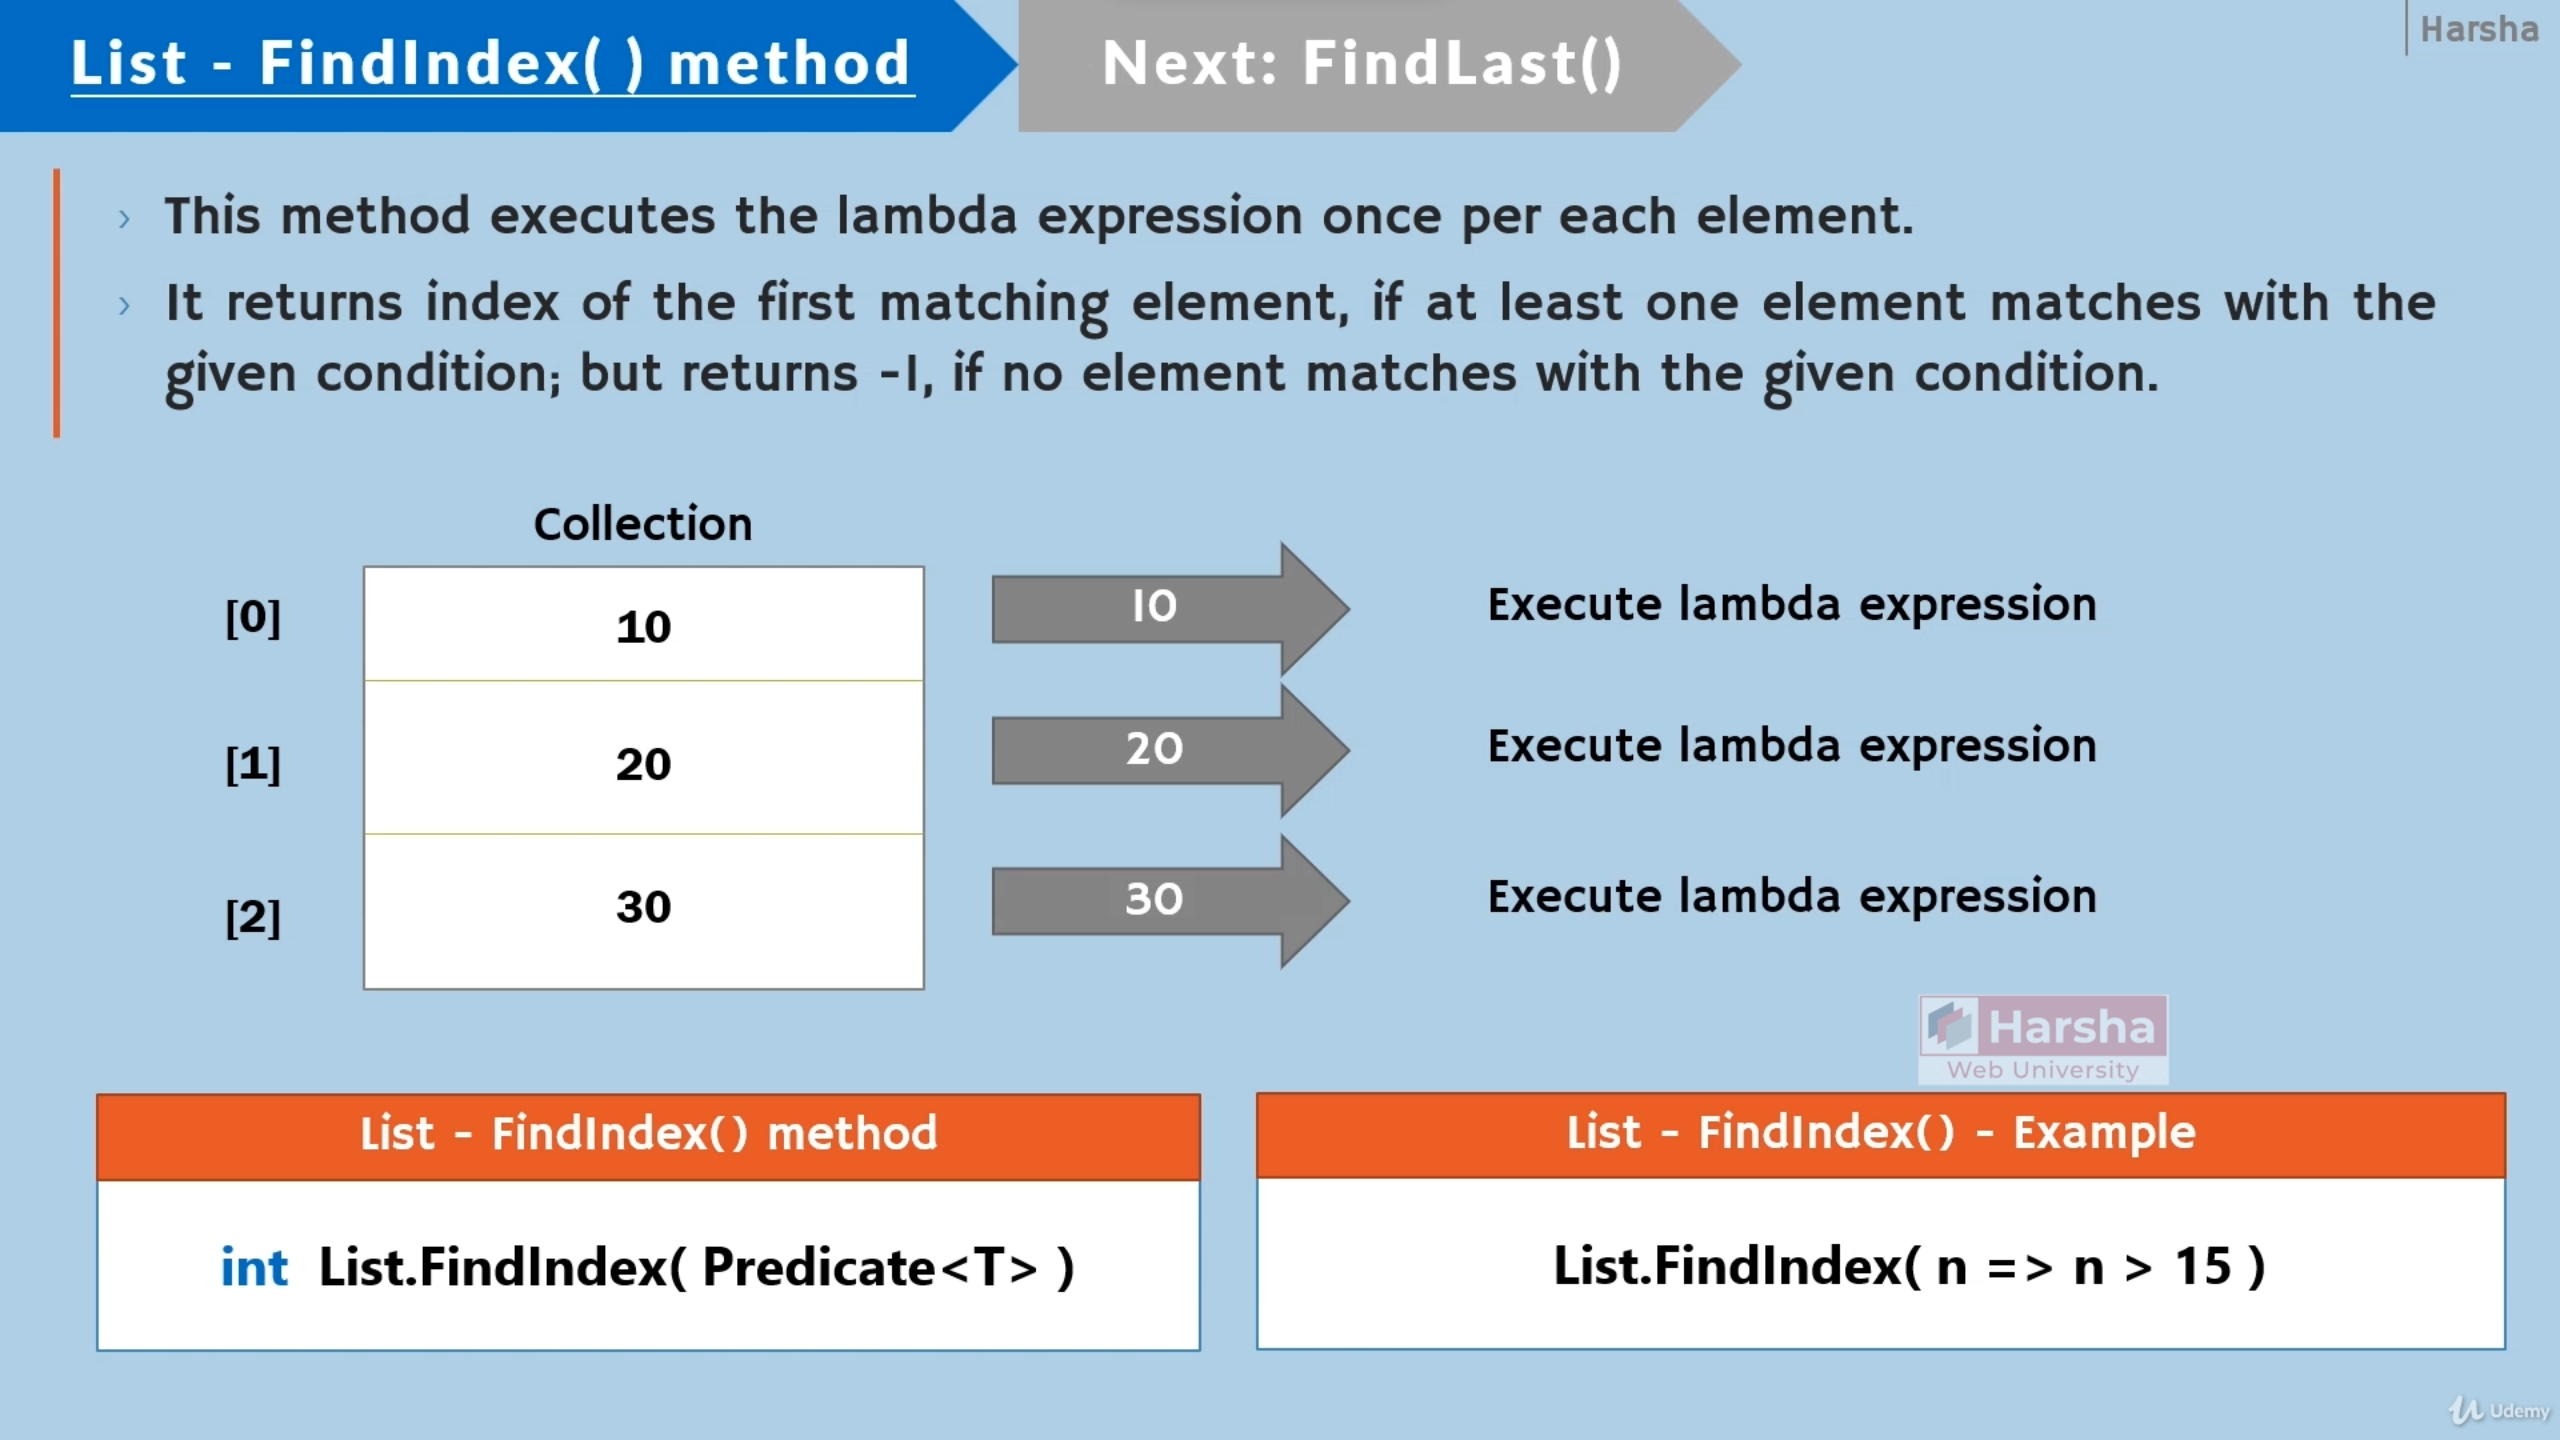 List - FindIndex( ) method
Next: FindLast()
Harsha
› This method executes the lambda expression once per each element.
› It returns index of the first matching element, if at least one element matches with the
given condition; but returns -1, if no element matches with the given condition.
Collection
[0] 10 10 Execute lambda expression
[1] 20 20 Execute lambda expression
[2] 30 30 Execute lambda expression
Harsha
Web University
List - FindIndex() method
int List.FindIndex( Predicate<T> )
List - FindIndex() - Example
List.FindIndex( n => n > 15 )
Udemy